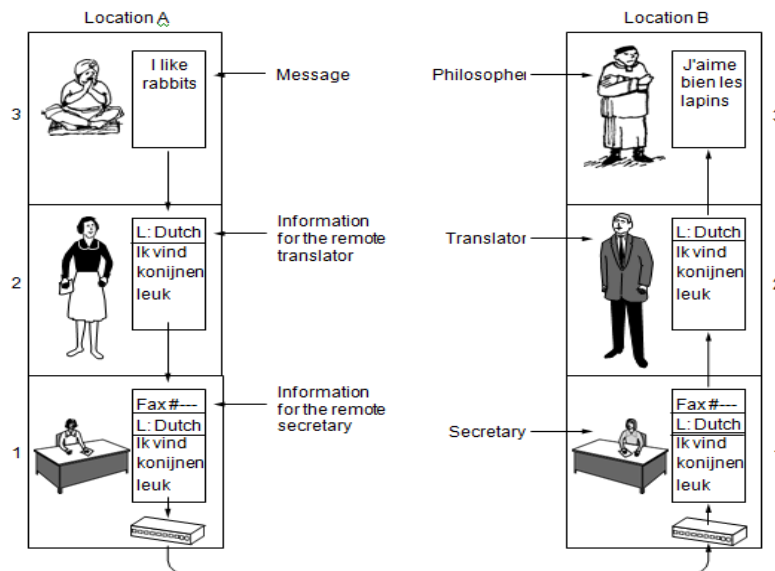 Location A
Location B
I like
rabbits
Message
Philosopher
J'aime
bien les
lapins
3
3
L: Dutch
Ik vind
konijnen
leuk
Information
for the remote
translator
Translator
L: Dutch
Ik vind
konijnen
leuk
2
2
Fax #---
L: Dutch
Ik vind
konijnen
leuk
Information
for the remote
secretary
Secretary
Fax #---
L: Dutch
Ik vind
konijnen
leuk
1